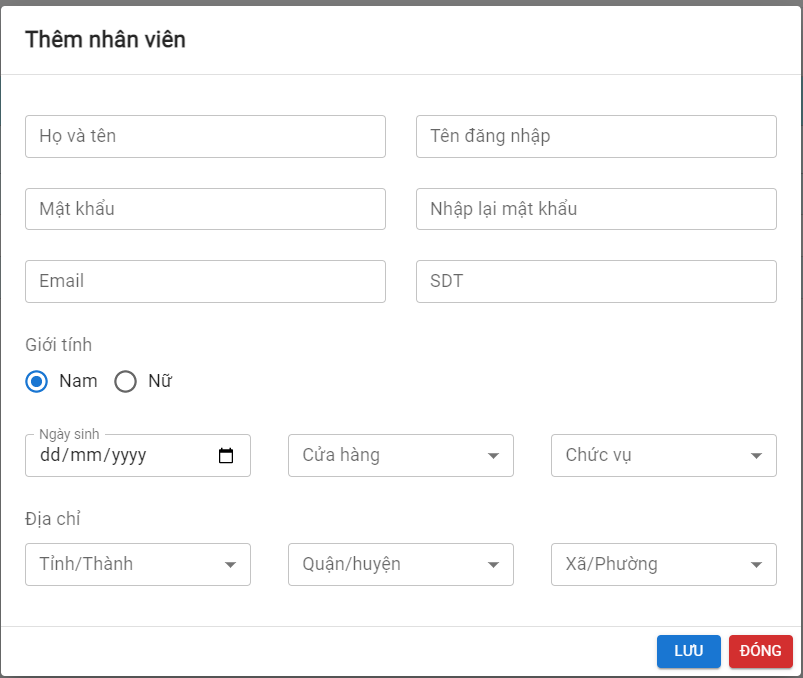 Thêm nhân viên
Họ và tên
Tên đăng nhập
Mật khẩu
Nhập lại mật khẩu
Email
SDT
Giới tính
Nam
Nữ
Ngày sinh
dd/mm/yyyy
Cửa hàng
Chức vụ
Địa chỉ
Tỉnh/Thành
Quận/huyện
Xã/Phường
LƯU
ĐÓNG